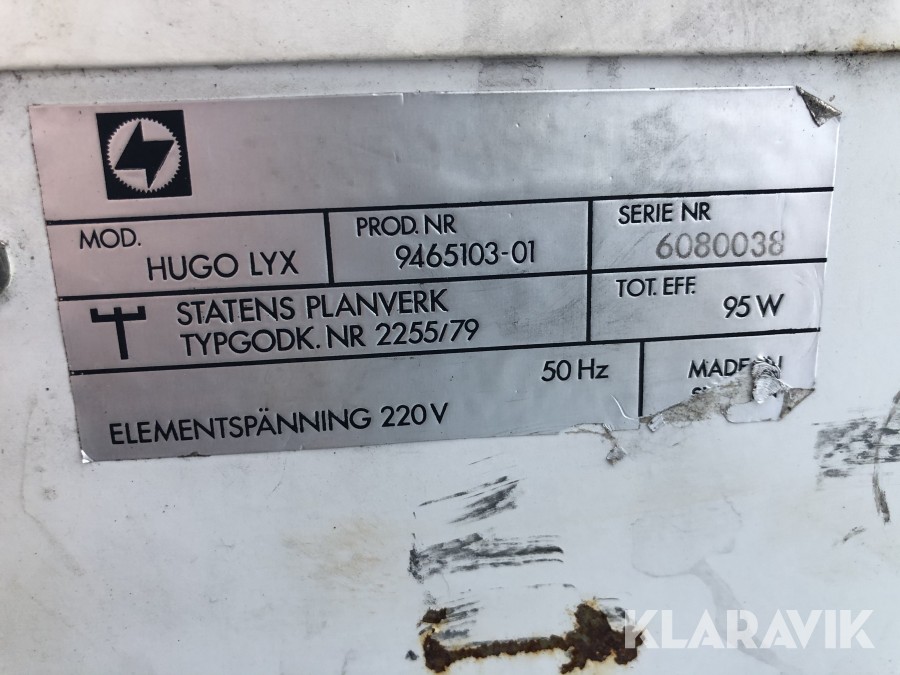 MOD.
HUGO LYX
PROD. NR
9465103-01
SERIE NR
6080038
STATENS PLANVERK
TYPGODK. NR 2255/79
TOT. EFF.
95 W
50 Hz
ELEMENTSPÄNNING 220 V
MADE
KLARAVIK